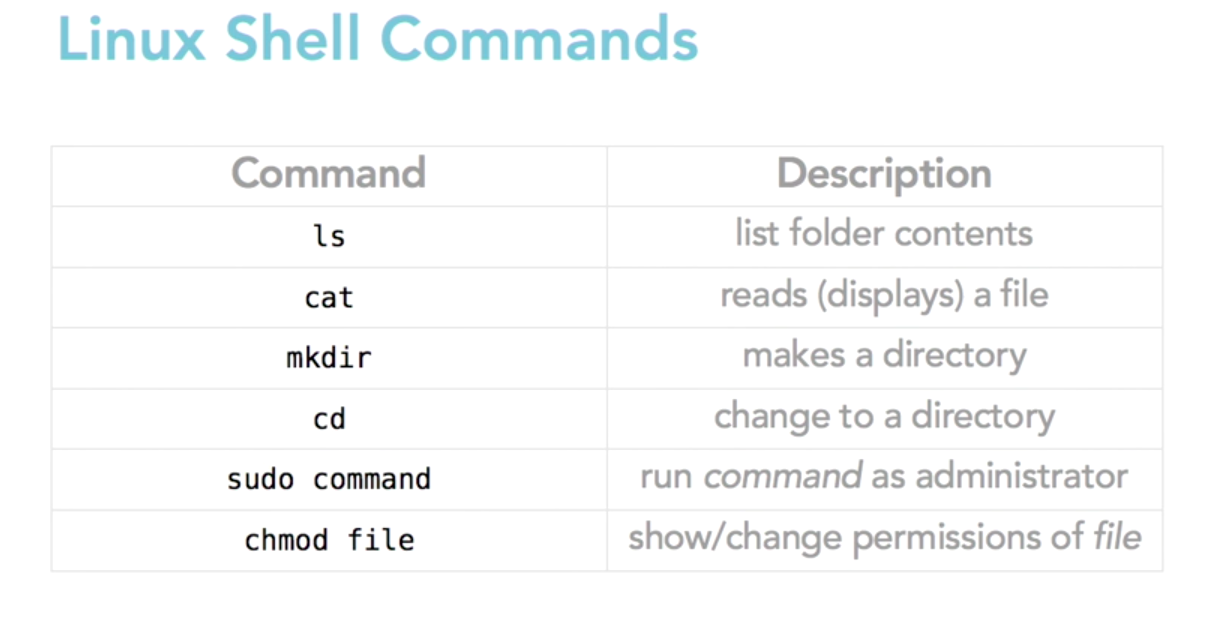 Linux Shell Commands
Command Description
ls list folder contents
cat reads (displays) a file
mkdir makes a directory
cd change to a directory
sudo command run command as administrator
chmod file show/change permissions of file